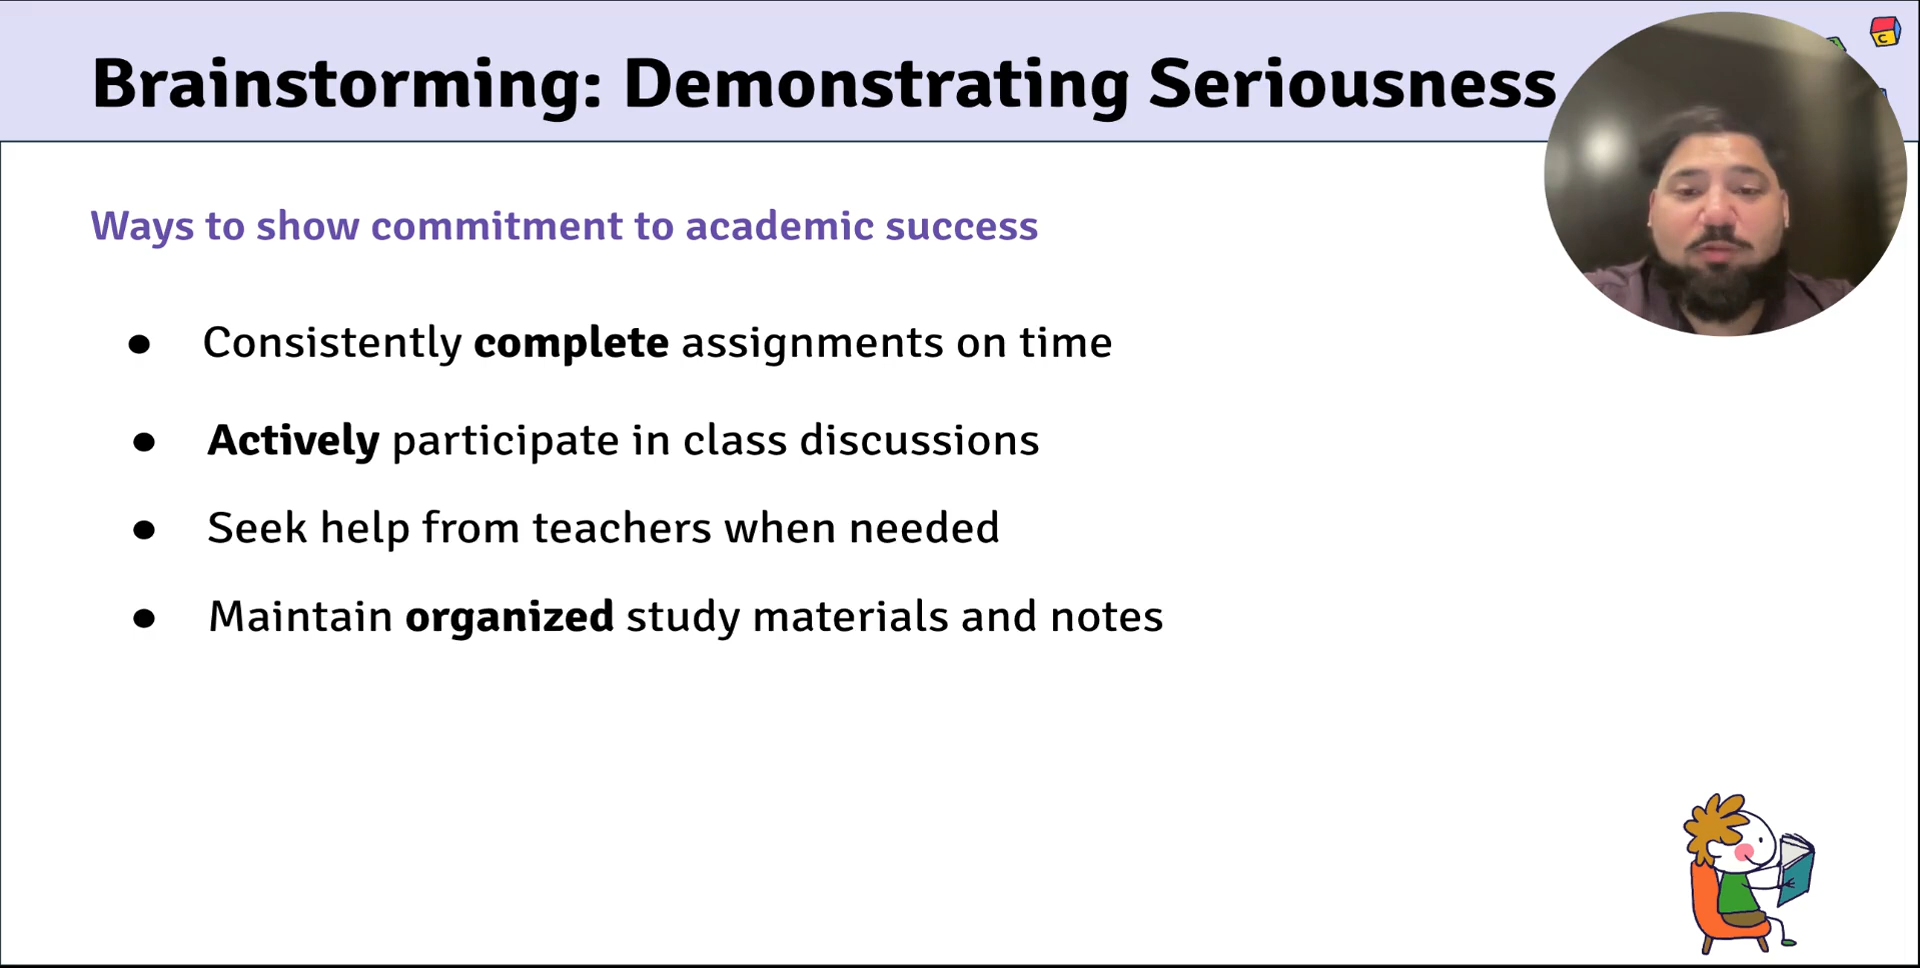 Brainstorming: Demonstrating Seriousness
Ways to show commitment to academic success
● Consistently complete assignments on time
● Actively participate in class discussions
● Seek help from teachers when needed
● Maintain organized study materials and notes
C